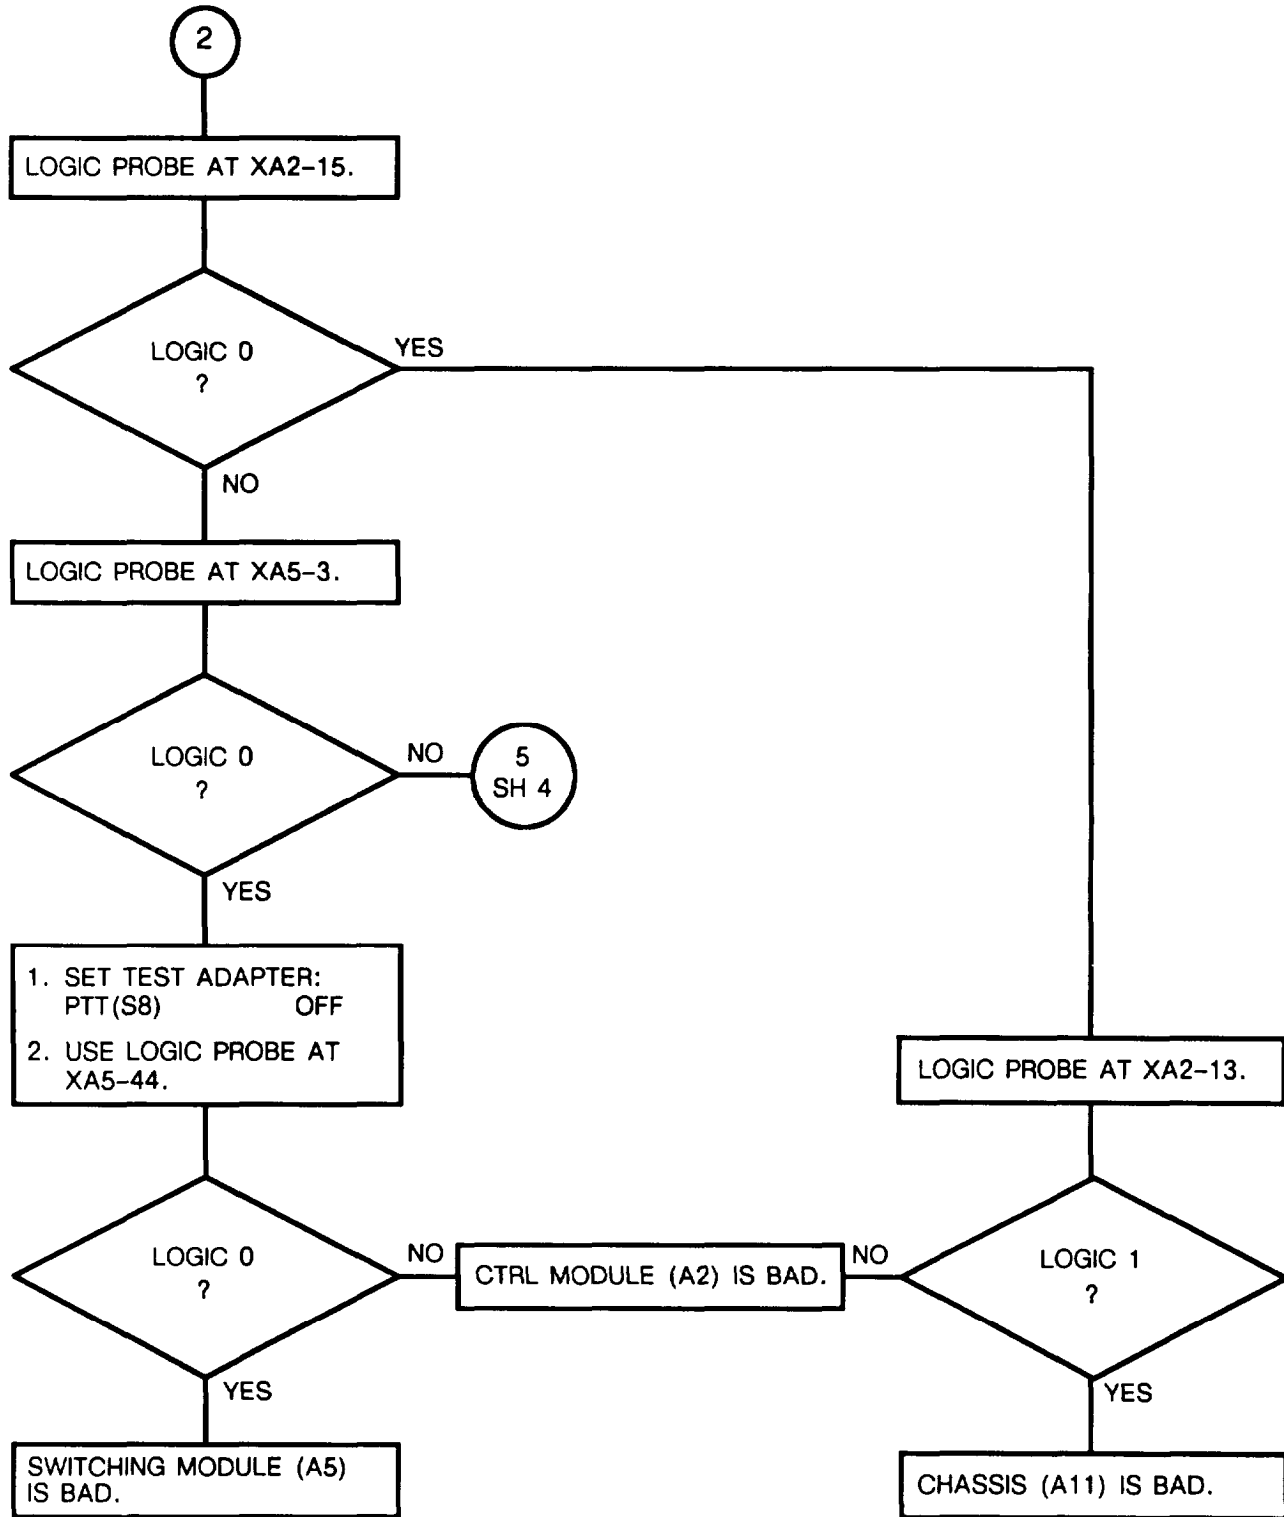 2
LOGIC PROBE AT XA2-15.
LOGIC 0
?
YES
NO
LOGIC PROBE AT XA5-3.
LOGIC 0
?
NO
5
SH 4
YES
1. SET TEST ADAPTER:
PTT(S8) OFF
2. USE LOGIC PROBE AT
XA5-44.
LOGIC PROBE AT XA2-13.
LOGIC 0
?
NO
CTRL MODULE (A2) IS BAD.
NO
LOGIC 1
?
YES
YES
SWITCHING MODULE (A5)
IS BAD.
CHASSIS (A11) IS BAD.